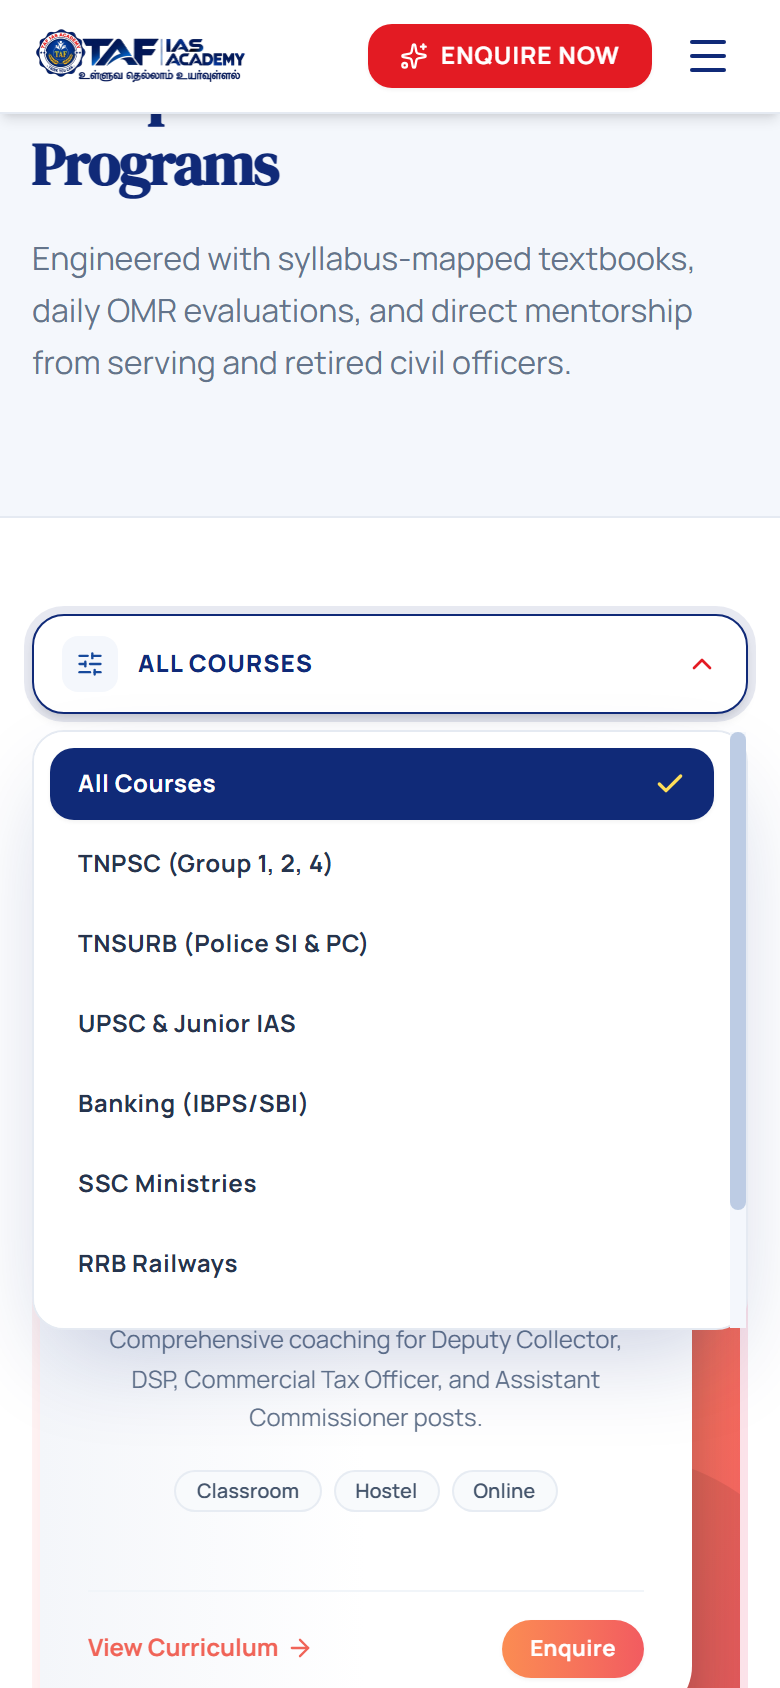 TAF IAS
ACADEMY
உள்ளுவ தெல்லாம் உயர்வுள்ளல்
ENQUIRE NOW
Programs
Engineered with syllabus-mapped textbooks,
daily OMR evaluations, and direct mentorship
from serving and retired civil officers.
ALL COURSES
All Courses
TNPSC (Group 1, 2, 4)
TNSURB (Police SI & PC)
UPSC & Junior IAS
Banking (IBPS/SBI)
SSC Ministries
RRB Railways
Comprehensive coaching for Deputy Collector,
DSP, Commercial Tax Officer, and Assistant
Commissioner posts.
Classroom
Hostel
Online
View Curriculum →
Enquire